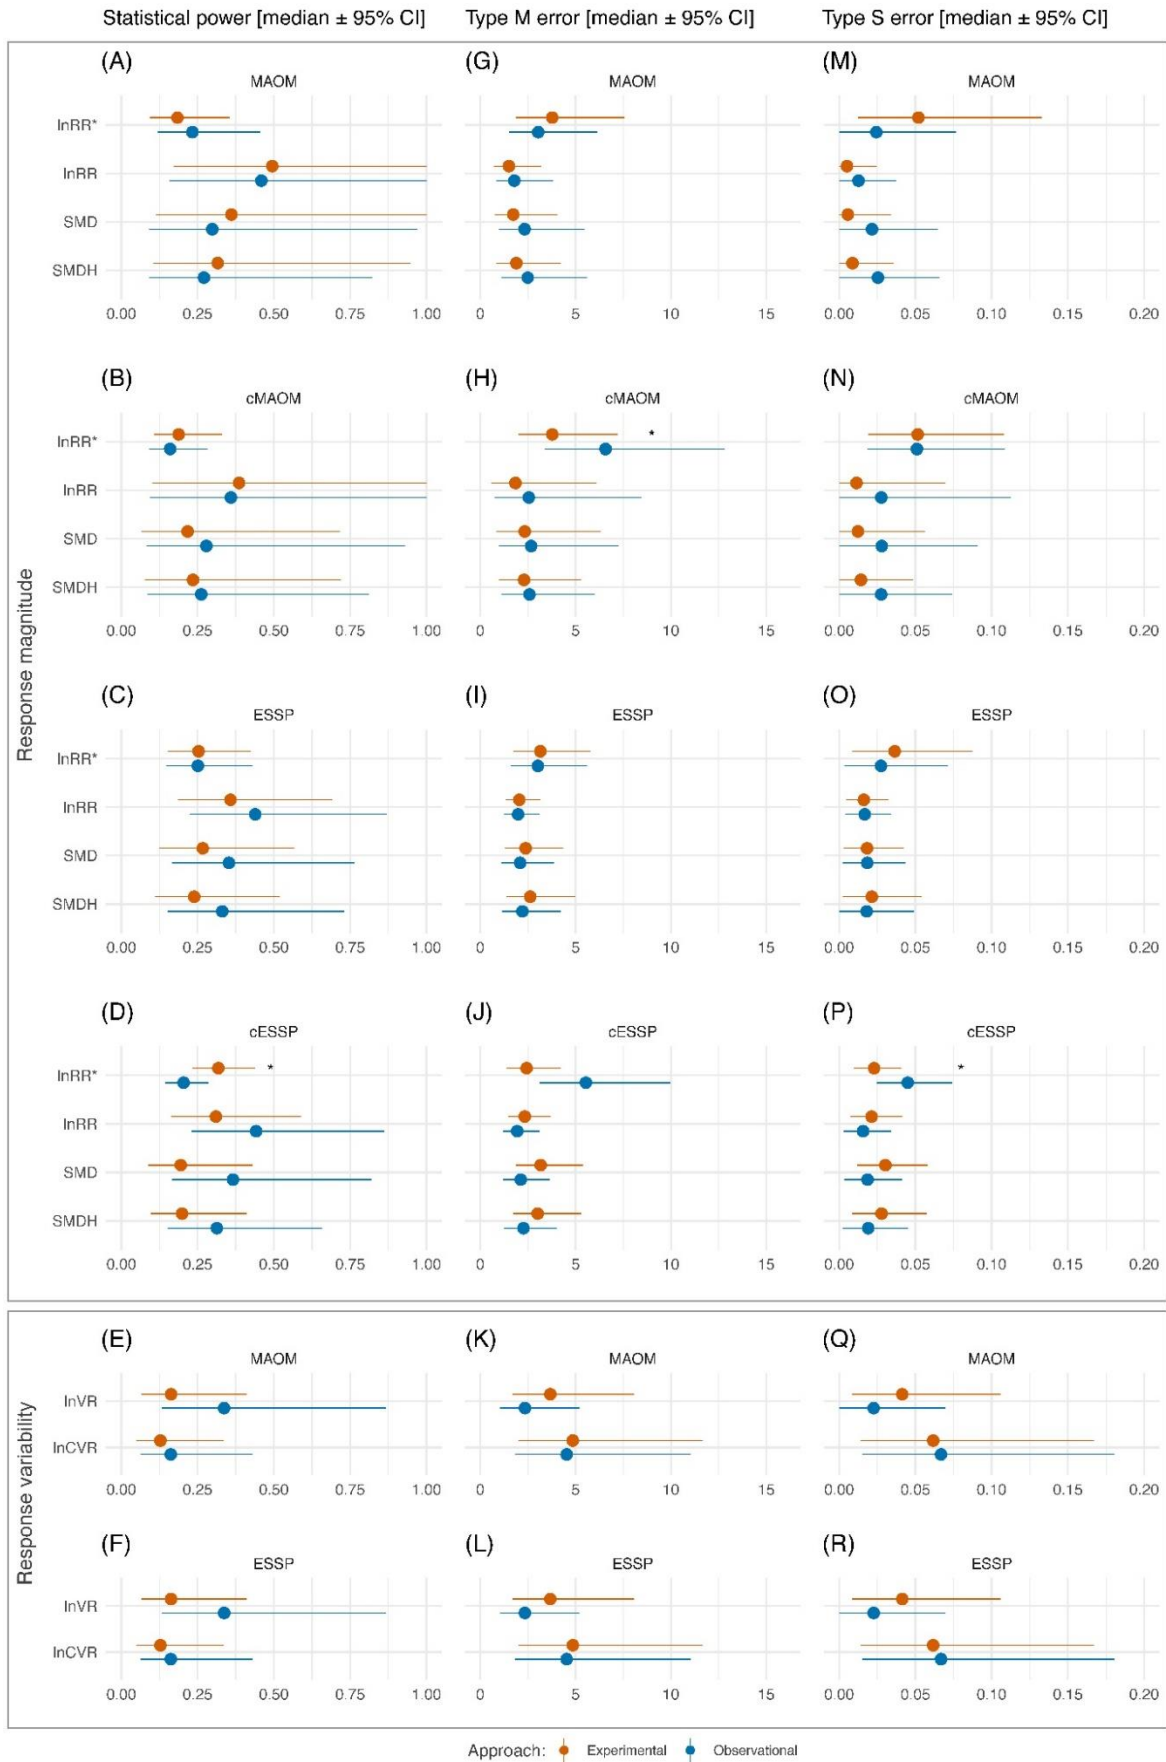 Statistical power [median ± 95% CI] Type M error [median ± 95% CI] Type S error [median ± 95% CI]
(A) (G) (M)
MAOM MAOM MAOM
lnRR*
lnRR
SMD
SMDH
0.00 0.25 0.50 0.75 1.00 0 5 10 15 0.00 0.05 0.10 0.15 0.20
(B) (H) (N)
cMAOM cMAOM cMAOM
lnRR* *
lnRR
SMD
SMDH
0.00 0.25 0.50 0.75 1.00 0 5 10 15 0.00 0.05 0.10 0.15 0.20
Response magnitude
(C) (I) (O)
ESSP ESSP ESSP
lnRR*
lnRR
SMD
SMDH
0.00 0.25 0.50 0.75 1.00 0 5 10 15 0.00 0.05 0.10 0.15 0.20
(D) (J) (P)
cESSP cESSP cESSP
lnRR* * *
lnRR
SMD
SMDH
0.00 0.25 0.50 0.75 1.00 0 5 10 15 0.00 0.05 0.10 0.15 0.20
(E) (K) (Q)
MAOM MAOM MAOM
lnVR
lnCVR
0.00 0.25 0.50 0.75 1.00 0 5 10 15 0.00 0.05 0.10 0.15 0.20
Response variability
(F) (L) (R)
ESSP ESSP ESSP
lnVR
lnCVR
0.00 0.25 0.50 0.75 1.00 0 5 10 15 0.00 0.05 0.10 0.15 0.20
Approach: Experimental Observational